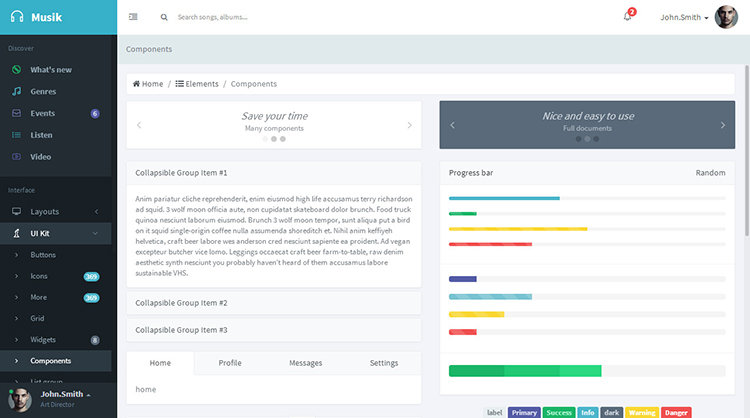 Musik
Search songs, albums...
2
John.Smith
Discover
What's new
Genres
Events 6
Listen
Video
Interface
Layouts
UI Kit
Buttons
Icons 369
More 369
Grid
Widgets 8
Components
List group
John.Smith
Art Director
Components
Home / Elements / Components
Save your time
Many components
Nice and easy to use
Full documents
Collapsible Group Item #1
Anim pariatur cliche reprehenderit, enim eiusmod high life accusamus terry richardson
ad squid. 3 wolf moon officia aute, non cupidatat skateboard dolor brunch. Food truck
quinoa nesciunt laborum eiusmod. Brunch 3 wolf moon tempor, sunt aliqua put a bird
on it squid single-origin coffee nulla assumenda shoreditch et. Nihil anim keffiyeh
helvetica, craft beer labore wes anderson cred nesciunt sapiente ea proident. Ad vegan
excepteur butcher vice lomo. Leggings occaecat craft beer farm-to-table, raw denim
aesthetic synth nesciunt you probably haven't heard of them accusamus labore
sustainable VHS.
Collapsible Group Item #2
Collapsible Group Item #3
Home Profile Messages Settings
home
Progress bar Random
label Primary Success Info dark Warning Danger